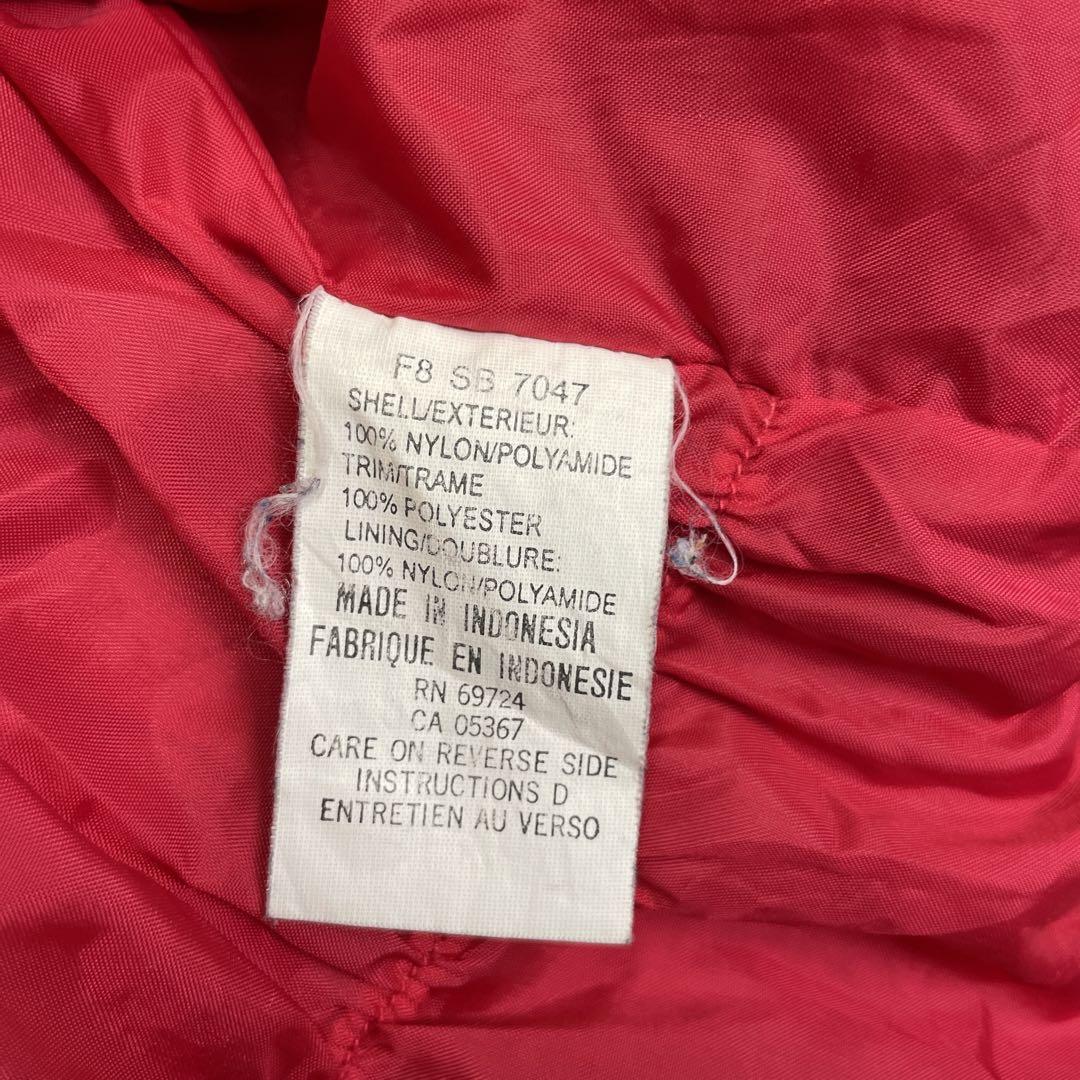 F8 SB 7047
SHELL/EXTERIEUR:
100% NYLON/POLYAMIDE
TRIM/TRAME
100% POLYESTER
LINING/DOUBLURE:
100% NYLON/POLYAMIDE
MADE IN INDONESIA
FABRIQUE EN INDONESIE
RN 69724
CA 05367
CARE ON REVERSE SIDE
INSTRUCTIONS D
ENTRETIEN AU VERSO